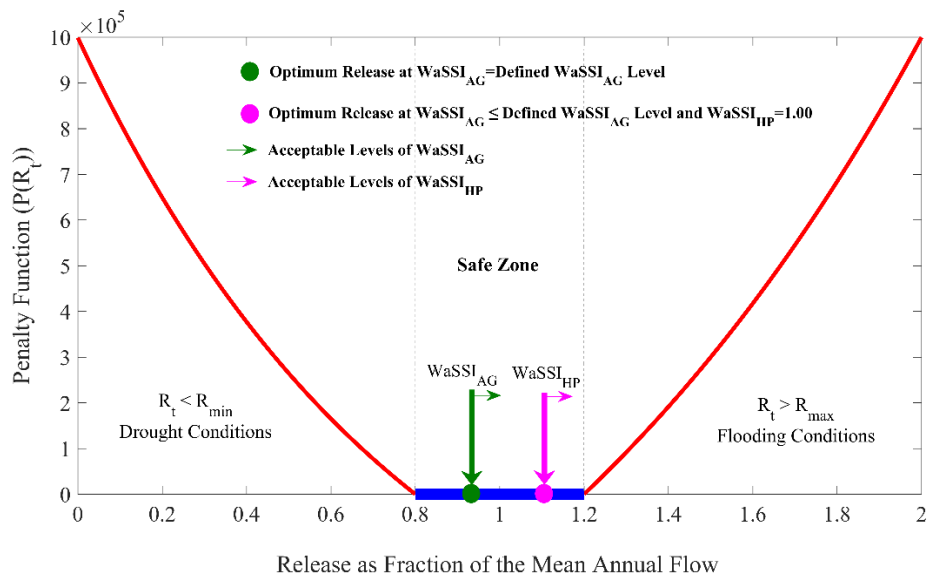 ×10⁵
10
9
8
7
6
5
4
3
2
1
0
Penalty Function (P(R_t))
Optimum Release at WaSSI_AG=Defined WaSSI_AG Level
Optimum Release at WaSSI_AG ≤ Defined WaSSI_AG Level and WaSSI_HP=1.00
Acceptable Levels of WaSSI_AG
Acceptable Levels of WaSSI_HP
Safe Zone
WaSSI_AG
WaSSI_HP
R_t < R_min
Drought Conditions
R_t > R_max
Flooding Conditions
0 0.2 0.4 0.6 0.8 1 1.2 1.4 1.6 1.8 2
Release as Fraction of the Mean Annual Flow